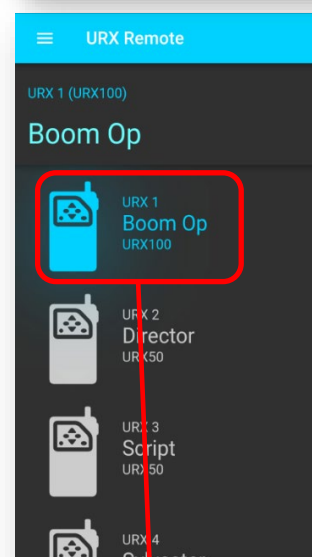 URX Remote
URX 1 (URX100)
Boom Op
URX 1
Boom Op
URX100
URX 2
Director
URX50
URX 3
Script
URX50
URX 4